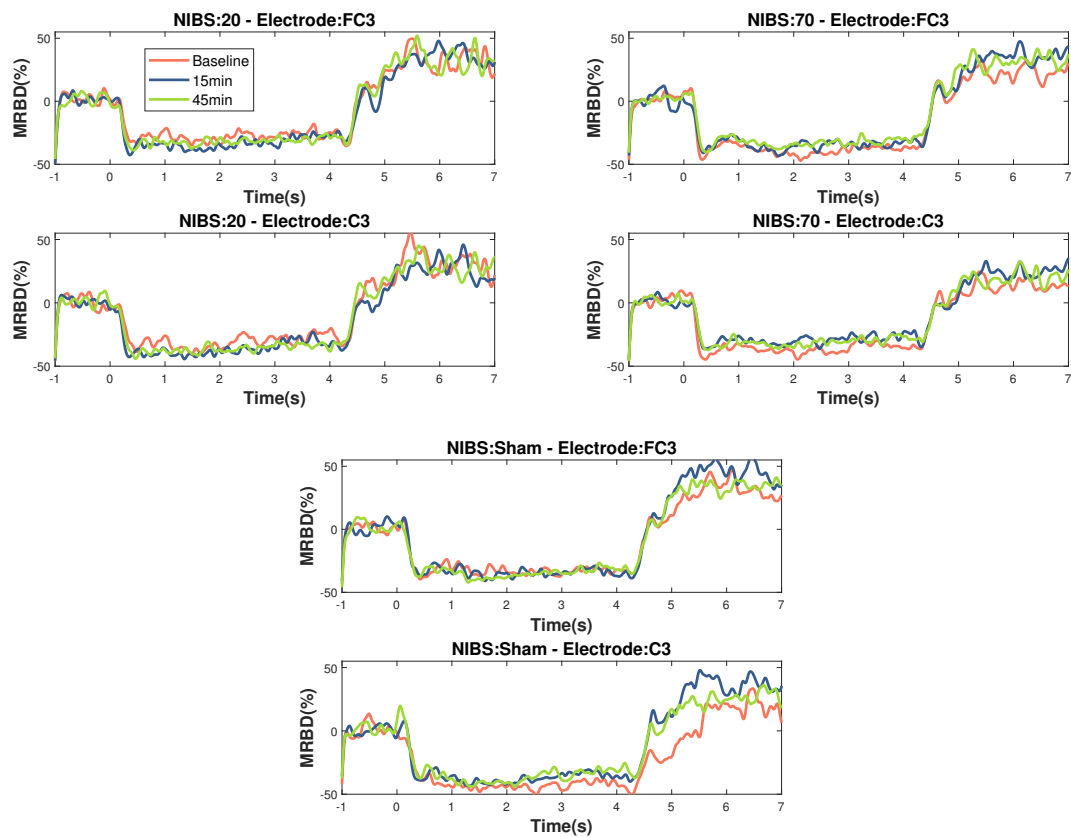 NIBS:20 - Electrode:FC3
MRBD(%)
50
0
-50
Baseline
15min
45min
-1 0 1 2 3 4 5 6 7
Time(s)
NIBS:70 - Electrode:FC3
MRBD(%)
50
0
-50
-1 0 1 2 3 4 5 6 7
Time(s)
NIBS:20 - Electrode:C3
MRBD(%)
50
0
-50
-1 0 1 2 3 4 5 6 7
Time(s)
NIBS:70 - Electrode:C3
MRBD(%)
50
0
-50
-1 0 1 2 3 4 5 6 7
Time(s)
NIBS:Sham - Electrode:FC3
MRBD(%)
50
0
-50
-1 0 1 2 3 4 5 6 7
Time(s)
NIBS:Sham - Electrode:C3
MRBD(%)
50
0
-50
-1 0 1 2 3 4 5 6 7
Time(s)